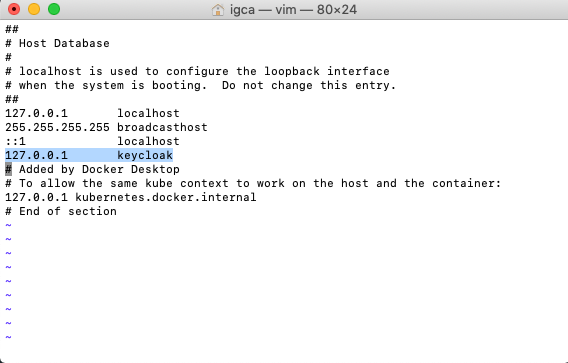 igca — vim — 80×24
##
# Host Database
#
# localhost is used to configure the loopback interface
# when the system is booting.  Do not change this entry.
##
127.0.0.1       localhost
255.255.255.255 broadcasthost
::1             localhost
127.0.0.1       keycloak
# Added by Docker Desktop
# To allow the same kube context to work on the host and the container:
127.0.0.1 kubernetes.docker.internal
# End of section
~
~
~
~
~
~
~
~
~